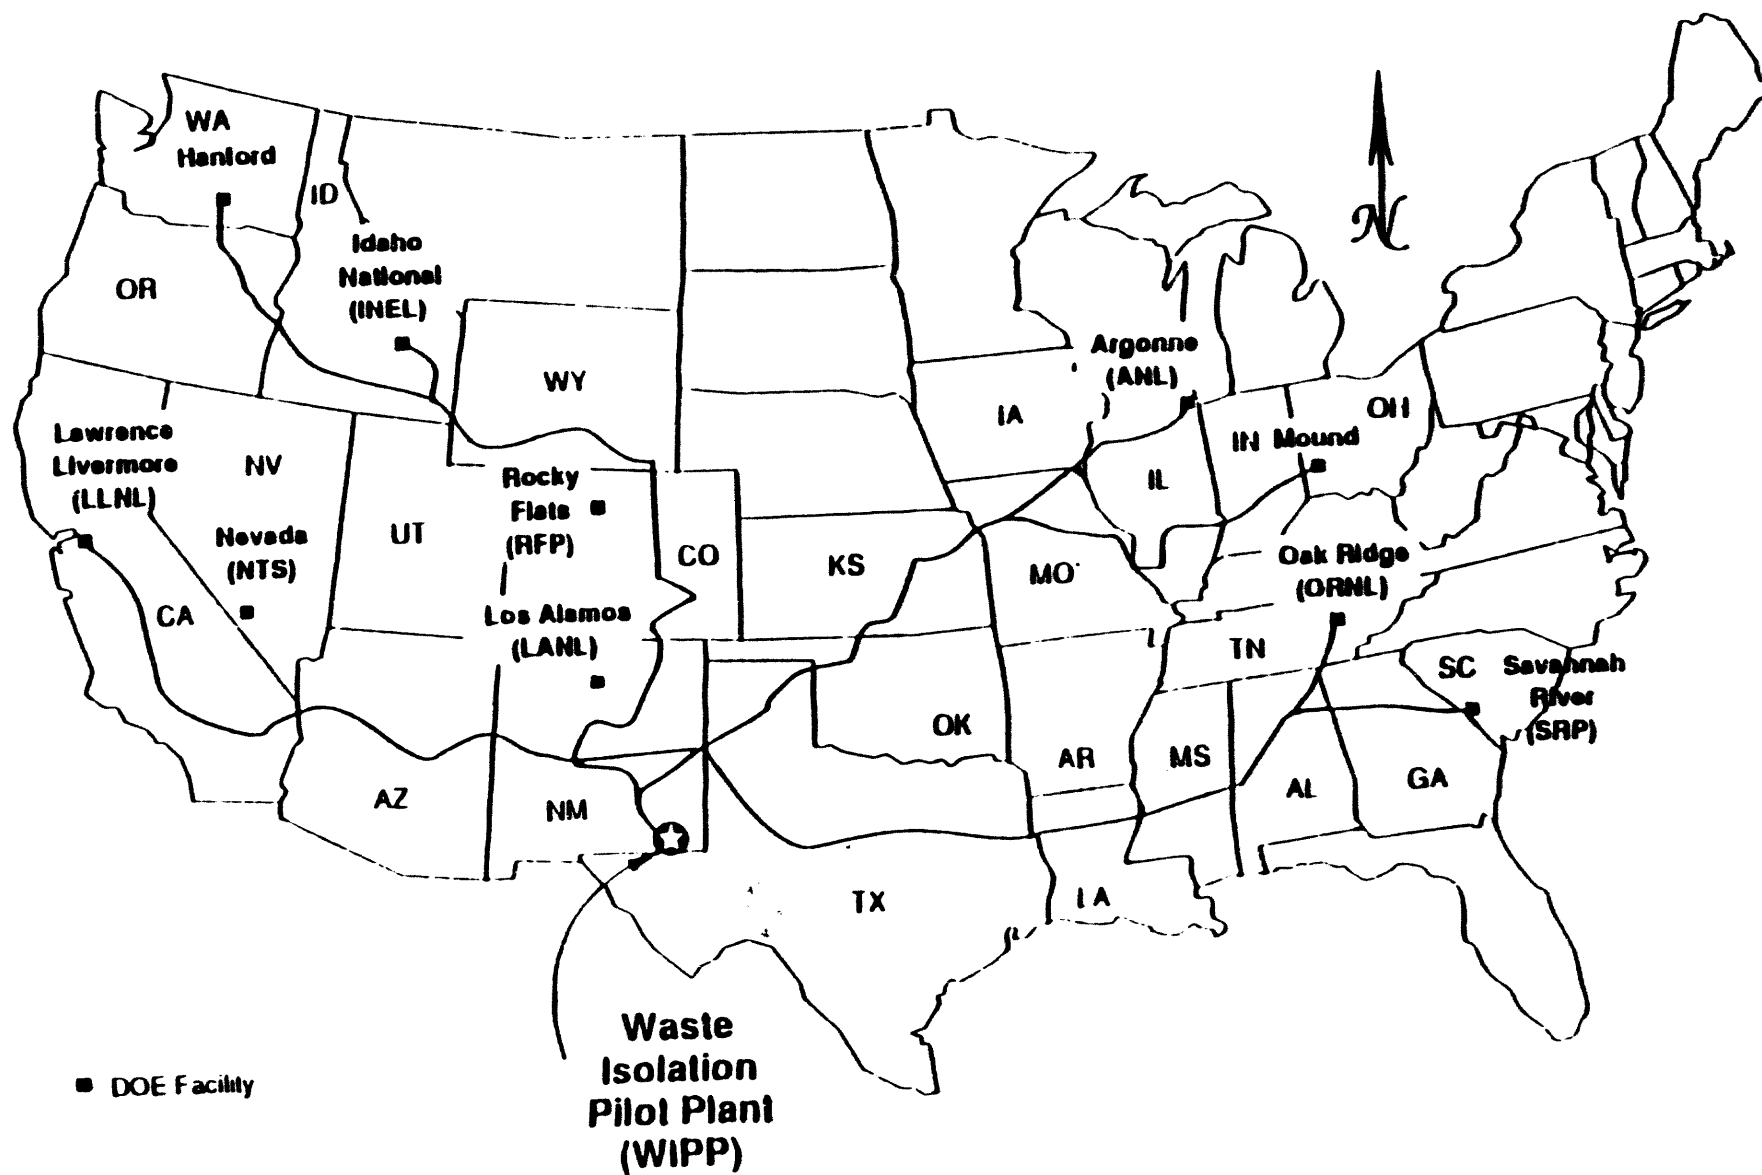 WA
Hanford
ID
Idaho
National
(INEL)
OR
WY
Argonne
(ANL)
IA
OH
IN Mound
IL
Lawrence
Livermore
(LLNL)
NV
Nevada
(NTS)
UT
Rocky
Flats
(RFP)
CO
KS
MO
Oak Ridge
(ORNL)
CA
Los Alamos
(LANL)
TN
SC
Savannah
River
(SRP)
OK
AR
MS
AL
GA
AZ
NM
TX
LA
N
Waste
Isolation
Pilot Plant
(WIPP)
DOE Facility